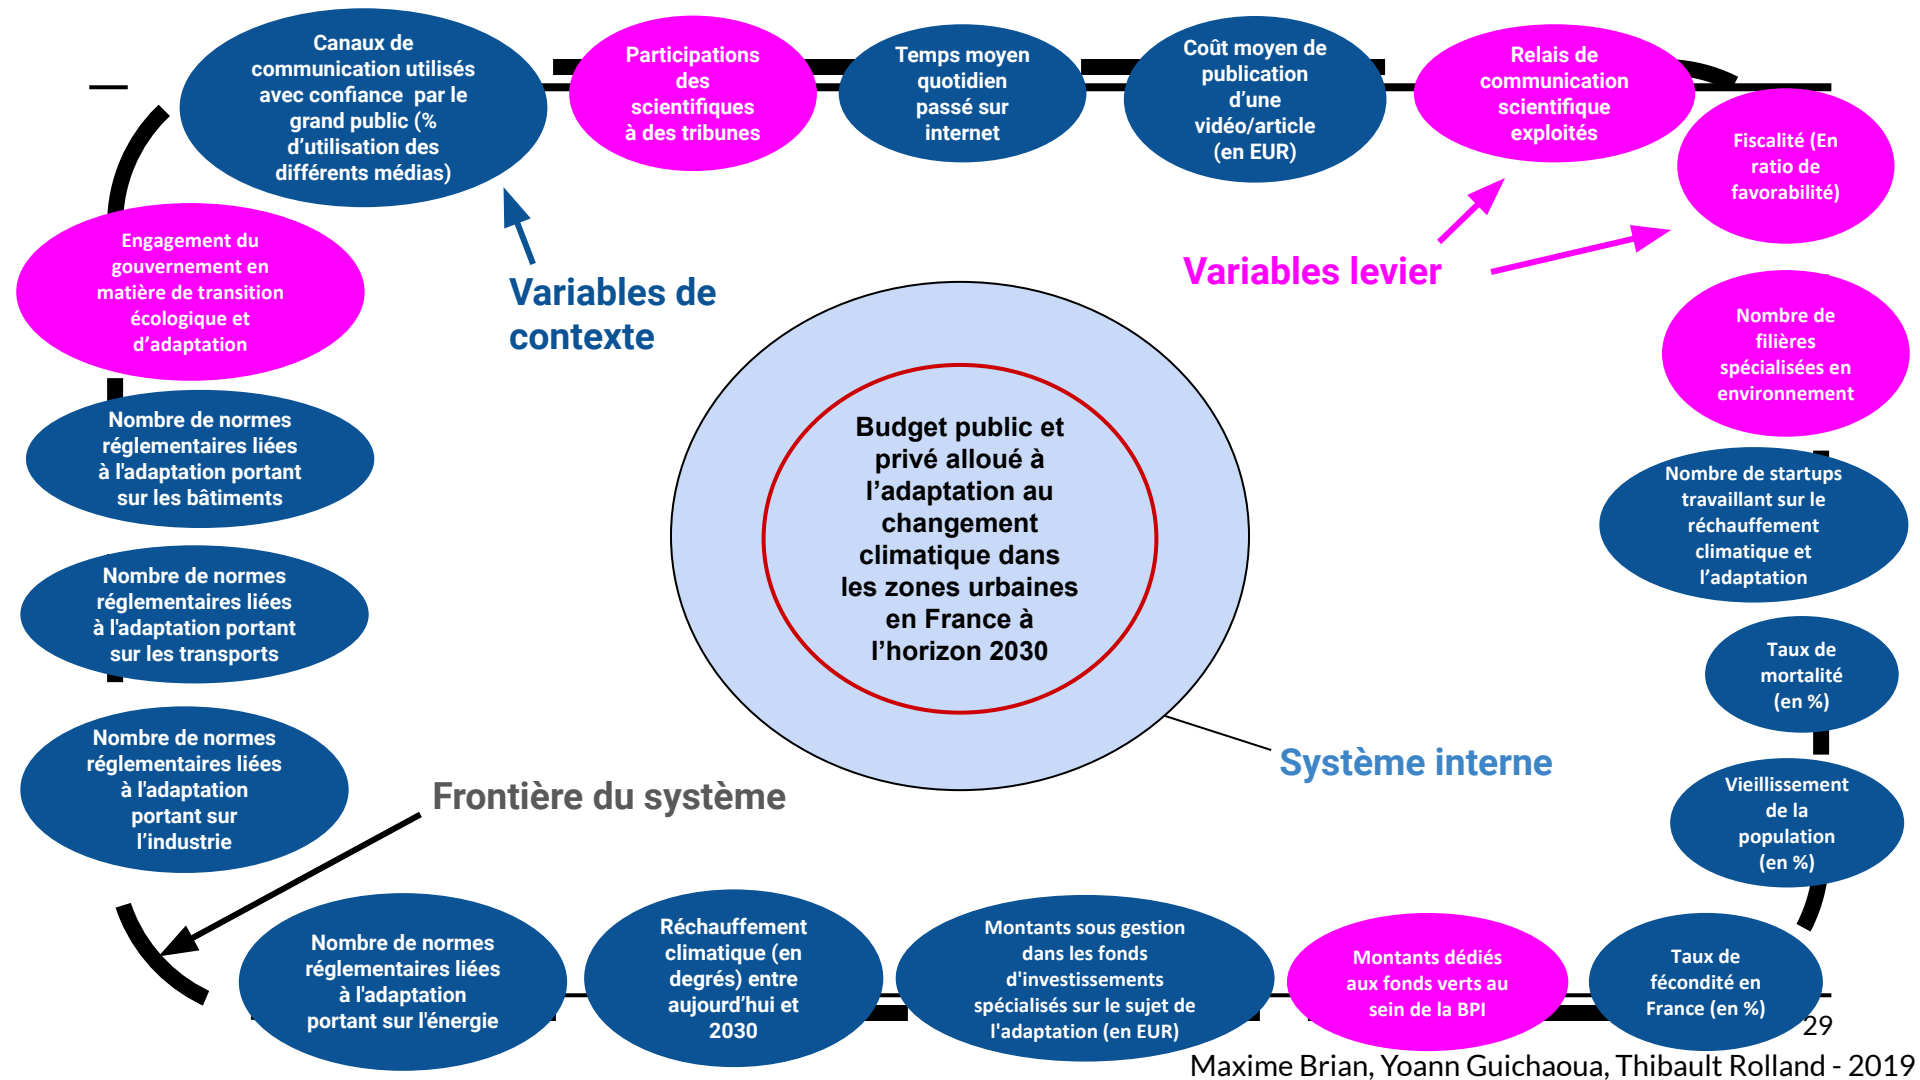 Canaux de
communication utilisés
avec confiance par le
grand public (%
d'utilisation des
différents médias)
Participations
des
scientifiques
à des tribunes
Temps moyen
quotidien
passé sur
internet
Coût moyen de
publication
d'une
vidéo/article
(en EUR)
Relais de
communication
scientifique
exploités
Fiscalité (En
ratio de
favorabilité)
Engagement du
gouvernement en
matière de transition
écologique et
d'adaptation
Variables de
contexte
Variables levier
Nombre de
filières
spécialisées en
environnement
Nombre de normes
réglementaires liées
à l'adaptation portant
sur les bâtiments
Budget public et
privé alloué à
l'adaptation au
changement
climatique dans
les zones urbaines
en France à
l'horizon 2030
Nombre de startups
travaillant sur le
réchauffement
climatique et
l'adaptation
Nombre de normes
réglementaires liées
à l'adaptation portant
sur les transports
Taux de
mortalité
(en %)
Nombre de normes
réglementaires liées
à l'adaptation
portant sur
l'industrie
Frontière du système
Système interne
Vieillissement
de la
population
(en %)
Nombre de normes
réglementaires liées
à l'adaptation
portant sur l'énergie
Réchauffement
climatique (en
degrés) entre
aujourd'hui et
2030
Montants sous gestion
dans les fonds
d'investissements
spécialisés sur le sujet de
l'adaptation (en EUR)
Montants dédiés
aux fonds verts au
sein de la BPI
Taux de
fécondité en
France (en %)
29
Maxime Brian, Yoann Guichaoua, Thibault Rolland - 2019